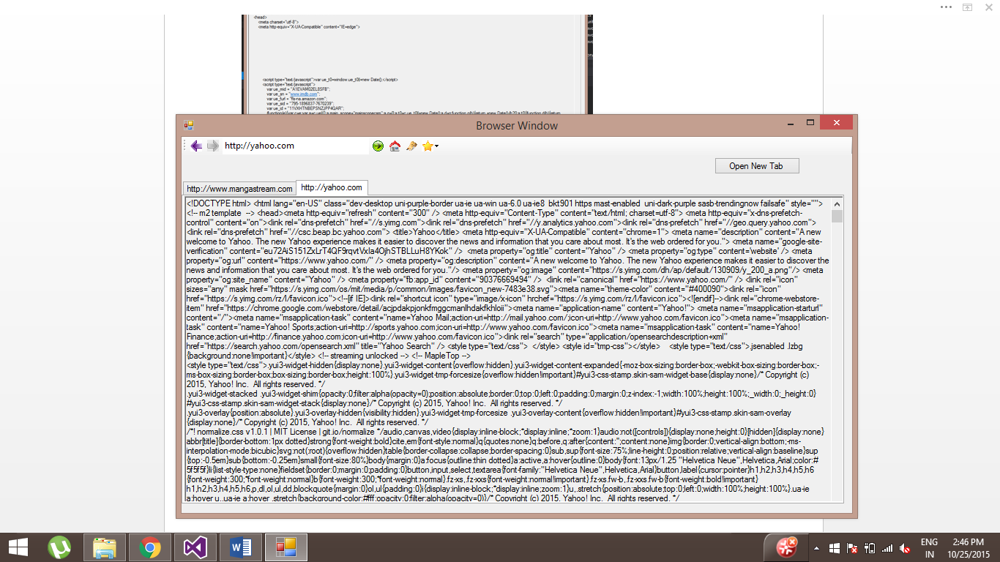 <head>
<meta charset="utf-8">
<meta http-equiv="X-UA-Compatible" content="IE=edge">
<script type="text/javascript">var ue_t0=window.ue_t0||+new Date();</script>
<script type="text/javascript">
var ue_mid = "A1EVAM02EL8SFB";
var ue_sn = "www.imdb.com";
var ue_furl = "fls-na.amazon.com";
var ue_sid = "795-1896837-7670239";
var ue_id = "11VXHTNBEPSNZJPP4QAR";
Browser Window
http://yahoo.com
Open New Tab
http://www.mangastream.com
http://yahoo.com
<!DOCTYPE html> <html lang="en-US" class="dev-desktop uni-purple-border ua-ie ua-win ua-6.0 ua-ie8 bkt901 https mast-enabled uni-dark-purple sasb-trendingnow failsafe" style="">
<!-- m2 template --> <head><meta http-equiv="refresh" content="300" /> <meta http-equiv="Content-Type" content="text/html; charset=utf-8"> <meta http-equiv="x-dns-prefetch-
control" content="on"><link rel="dns-prefetch" href="//s.yimg.com"><link rel="dns-prefetch" href="//y.analytics.yahoo.com"><link rel="dns-prefetch" href="//geo.query.yahoo.com">
<link rel="dns-prefetch" href="//csc.beap.bc.yahoo.com"> <title>Yahoo</title> <meta http-equiv="X-UA-Compatible" content="chrome=1"> <meta name="description" content="A new
welcome to Yahoo. The new Yahoo experience makes it easier to discover the news and information that you care about most. It's the web ordered for you."> <meta name="google-site-
verification" content="eu72AiS151ZxLrT4QF9rqvtVxIa4OjhSTBLLuH8YKok" /> <meta property="og:title" content="Yahoo" /> <meta property="og:type" content='website' /> <meta
property="og:url" content="https://www.yahoo.com/" /> <meta property="og:description" content="A new welcome to Yahoo. The new Yahoo experience makes it easier to discover the
news and information that you care about most. It's the web ordered for you."/> <meta property="og:image" content="https://s.yimg.com/dh/ap/default/130909/y_200_a.png"/> <meta
property="og:site_name" content="Yahoo" /> <meta property="fb:app_id" content="90376669494" /> <link rel="canonical" href="https://www.yahoo.com/" /> <link rel="icon"
sizes="any" mask href="https://s.yimg.com/os/mit/media/p/common/images/favicon_new-7483e38.svg"><meta name="theme-color" content="#400090"><link rel="icon"
href="https://s.yimg.com/rz/l/favicon.ico"><!--[if IE]><link rel="shortcut icon" type="image/x-icon" hrchef="https://s.yimg.com/rz/l/favicon.ico"><![endif]--><link rel="chrome-webstore-
item" href="https://chrome.google.com/webstore/detail/acjpdakpjonkfmggcmanlhdakfkhloii"><meta name="application-name" content="Yahoo!"> <meta name="msapplication-starturl"
content="/"><meta name="msapplication-task" content="name=Yahoo Mail;action-uri=http://mail.yahoo.com/;icon-uri=http://www.yahoo.com/favicon.ico"><meta name="msapplication-
task" content="name=Yahoo! Sports;action-uri=http://sports.yahoo.com;icon-uri=http://www.yahoo.com/favicon.ico"><meta name="msapplication-task" content="name=Yahoo!
Finance;action-uri=http://finance.yahoo.com;icon-uri=http://www.yahoo.com/favicon.ico"><link rel="search" type="application/opensearchdescription+xml"
href="https://search.yahoo.com/opensearch.xml" title="Yahoo Search" /> <style type="text/css"> </style> <style id="tmp-css"></style> <style type="text/css">.jsenabled .lzbg
{background:none!important}</style> <!-- streaming unlocked --> <!-- MapleTop -->
<style type="text/css">.yui3-widget-hidden{display:none}.yui3-widget-content{overflow:hidden}.yui3-widget-content-expanded{-moz-box-sizing:border-box;-webkit-box-sizing:border-box;-
ms-box-sizing:border-box;box-sizing:border-box;height:100%}.yui3-widget-tmp-forcesize{overflow:hidden!important}#yui3-css-stamp.skin-sam-widget-base{display:none}/* Copyright (c)
2015, Yahoo! Inc. All rights reserved. */
.yui3-widget-stacked .yui3-widget-shim{opacity:0;filter:alpha(opacity=0);position:absolute;border:0;top:0;left:0;padding:0;margin:0;z-index:-1;width:100%;height:100%;_width:0;_height:0}
#yui3-css-stamp.skin-sam-widget-stack{display:none}/* Copyright (c) 2015, Yahoo! Inc. All rights reserved. */
.yui3-overlay{position:absolute}.yui3-overlay-hidden{visibility:hidden}.yui3-widget-tmp-forcesize .yui3-overlay-content{overflow:hidden!important}#yui3-css-stamp.skin-sam-overlay
{display:none}/* Copyright (c) 2015, Yahoo! Inc. All rights reserved. */
/*! normalize.css v1.0.1 | MIT License | git.io/normalize */audio,canvas,video{display:inline-block;*display:inline;*zoom:1}audio:not([controls]){display:none;height:0}[hidden]{display:none}
abbr[title]{border-bottom:1px dotted}strong{font-weight:bold}cite,em{font-style:normal}q{quotes:none}q:before,q:after{content:'';content:none}img{border:0;vertical-align:bottom;-ms-
interpolation-mode:bicubic}svg:not(:root){overflow:hidden}table{border-collapse:collapse;border-spacing:0}sub,sup{font-size:75%;line-height:0;position:relative;vertical-align:baseline}sup
{top:-0.5em}sub{bottom:-0.25em}small{font-size:80%}body{margin:0}a:focus{outline:thin dotted}a:active,a:hover{outline:0}body{font:13px/1.25 "Helvetica Neue",Helvetica,Arial;color:#
5f5f5f}li{list-style-type:none}fieldset{border:0;margin:0;padding:0}button,input,select,textarea{font-family:"Helvetica Neue",Helvetica,Arial}button,label{cursor:pointer}h1,h2,h3,h4,h5,h6
{font-weight:300;*font-weight:normal}b{font-weight:300;*font-weight:normal}.fz-xs,.fz-xxs{font-weight:normal!important}.fz-xs.fw-b,.fz-xxs.fw-b{font-weight:bold!important}
h1,h2,h3,h4,h5,h6,p,dl,ol,ul,dd,blockquote{margin:0}ol,ul{padding:0}i{display:inline-block;*display:inline;zoom:1}u,.stretch{position:absolute;top:0;left:0;width:100%;height:100%}.ua-ie
a:hover u,.ua-ie a:hover .stretch{background-color:#fff;opacity:0;filter:alpha(opacity=0)}/* Copyright (c) 2015, Yahoo! Inc. All rights reserved. */
ENG
IN
2:46 PM
10/25/2015